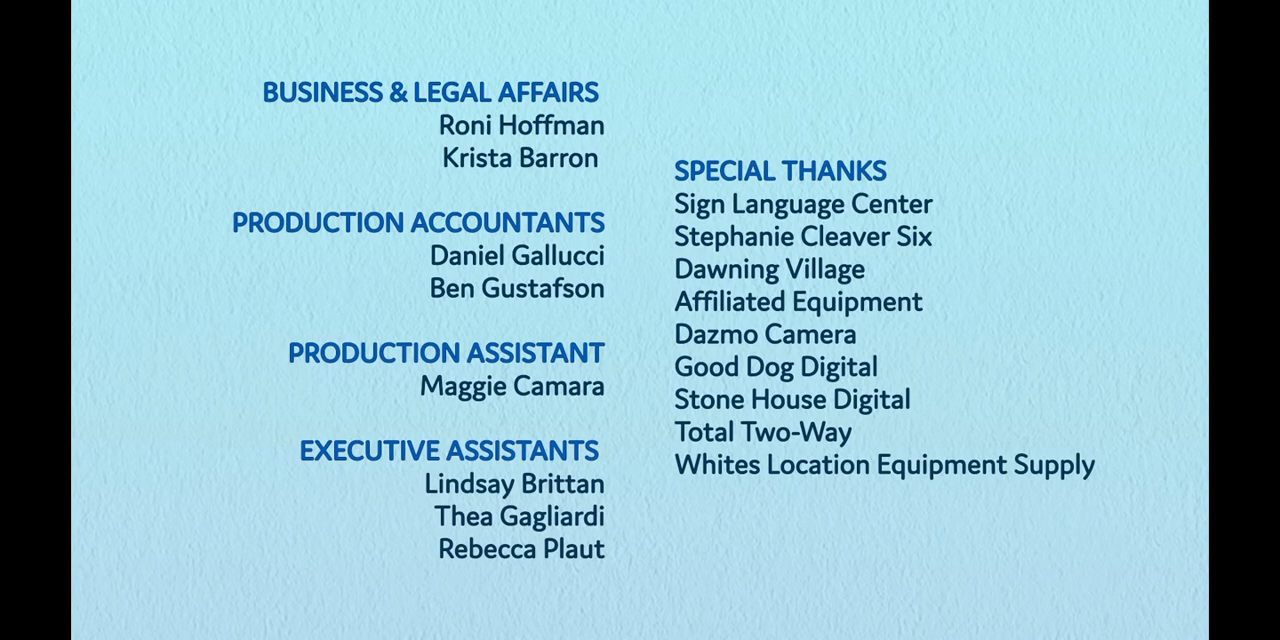 BUSINESS & LEGAL AFFAIRS
Roni Hoffman
Krista Barron
PRODUCTION ACCOUNTANTS
Daniel Gallucci
Ben Gustafson
PRODUCTION ASSISTANT
Maggie Camara
EXECUTIVE ASSISTANTS
Lindsay Brittan
Thea Gagliardi
Rebecca Plaut
SPECIAL THANKS
Sign Language Center
Stephanie Cleaver Six
Dawning Village
Affiliated Equipment
Dazmo Camera
Good Dog Digital
Stone House Digital
Total Two-Way
Whites Location Equipment Supply